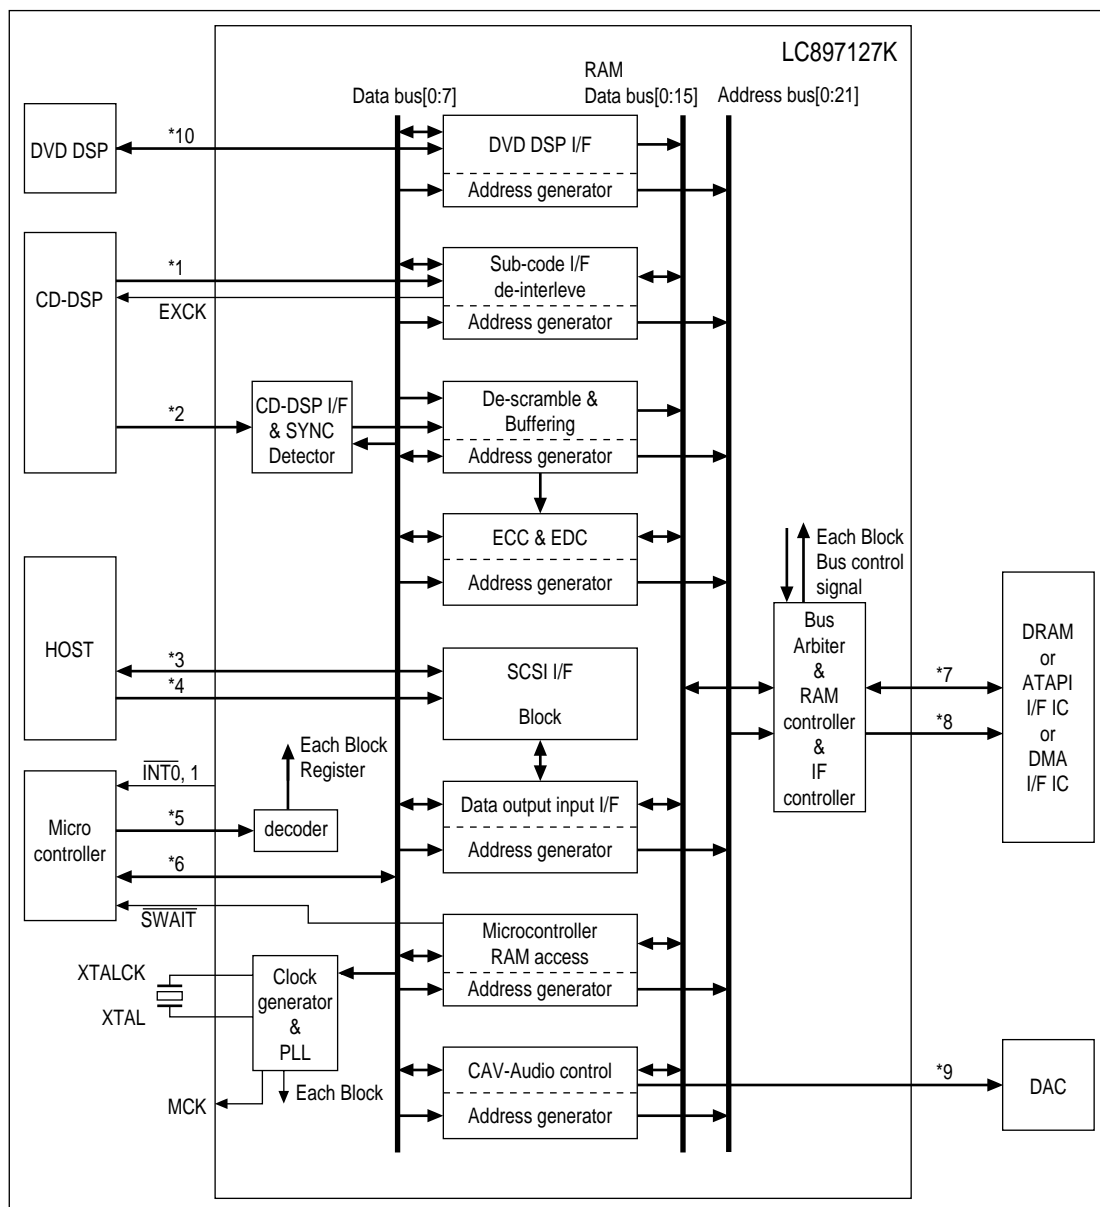 LC897127K
RAM
Data bus[0:7]
Data bus[0:15]
Address bus[0:21]
DVD DSP
*10
DVD DSP I/F
Address generator
CD-DSP
*1
EXCK
Sub-code I/F
de-interleve
Address generator
*2
CD-DSP I/F
& SYNC
Detector
De-scramble &
Buffering
Address generator
ECC & EDC
Address generator
Each Block
Bus control
signal
HOST
*3
*4
SCSI I/F
Block
Bus
Arbiter
&
RAM
controller
&
IF
controller
*7
*8
DRAM
or
ATAPI
I/F IC
or
DMA
I/F IC
Each Block
Register
Micro
controller
INT0, 1
*5
decoder
*6
SWAIT
Data output input I/F
Address generator
Microcontroller
RAM access
Address generator
XTALCK
XTAL
Clock
generator
&
PLL
MCK
Each Block
CAV-Audio control
Address generator
*9
DAC